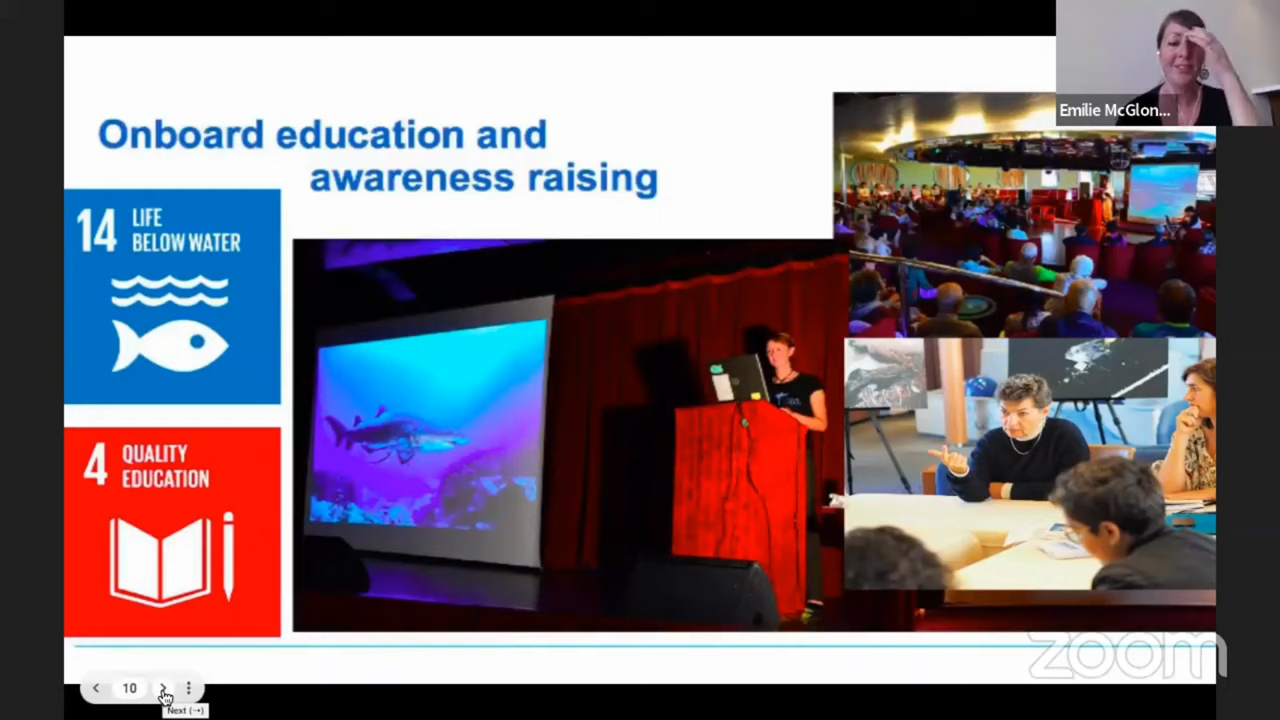 Emilie McGlon...
Onboard education and
awareness raising
14 LIFE
BELOW WATER
4 QUALITY
EDUCATION
zoom
10
Next (→)